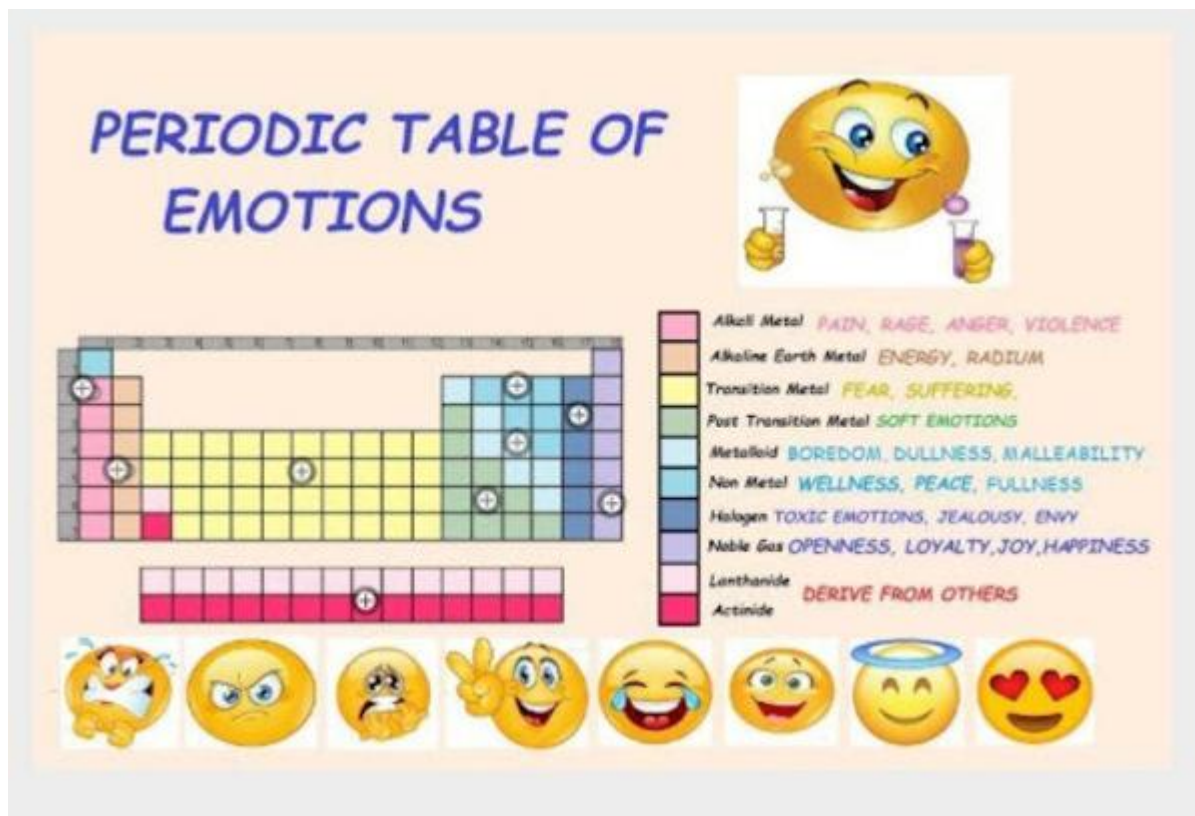 PERIODIC TABLE OF
EMOTIONS
Alkali Metal PAIN, RAGE, ANGER, VIOLENCE
Alkaline Earth Metal ENERGY, RADIUM
Transition Metal FEAR, SUFFERING,
Post Transition Metal SOFT EMOTIONS
Metalloid BOREDOM, DULLNESS, MALLEABILITY
Non Metal WELLNESS, PEACE, FULLNESS
Halogen TOXIC EMOTIONS, JEALOUSY, ENVY
Noble Gas OPENNESS, LOYALTY,JOY,HAPPINESS
Lanthanide
DERIVE FROM OTHERS
Actinide